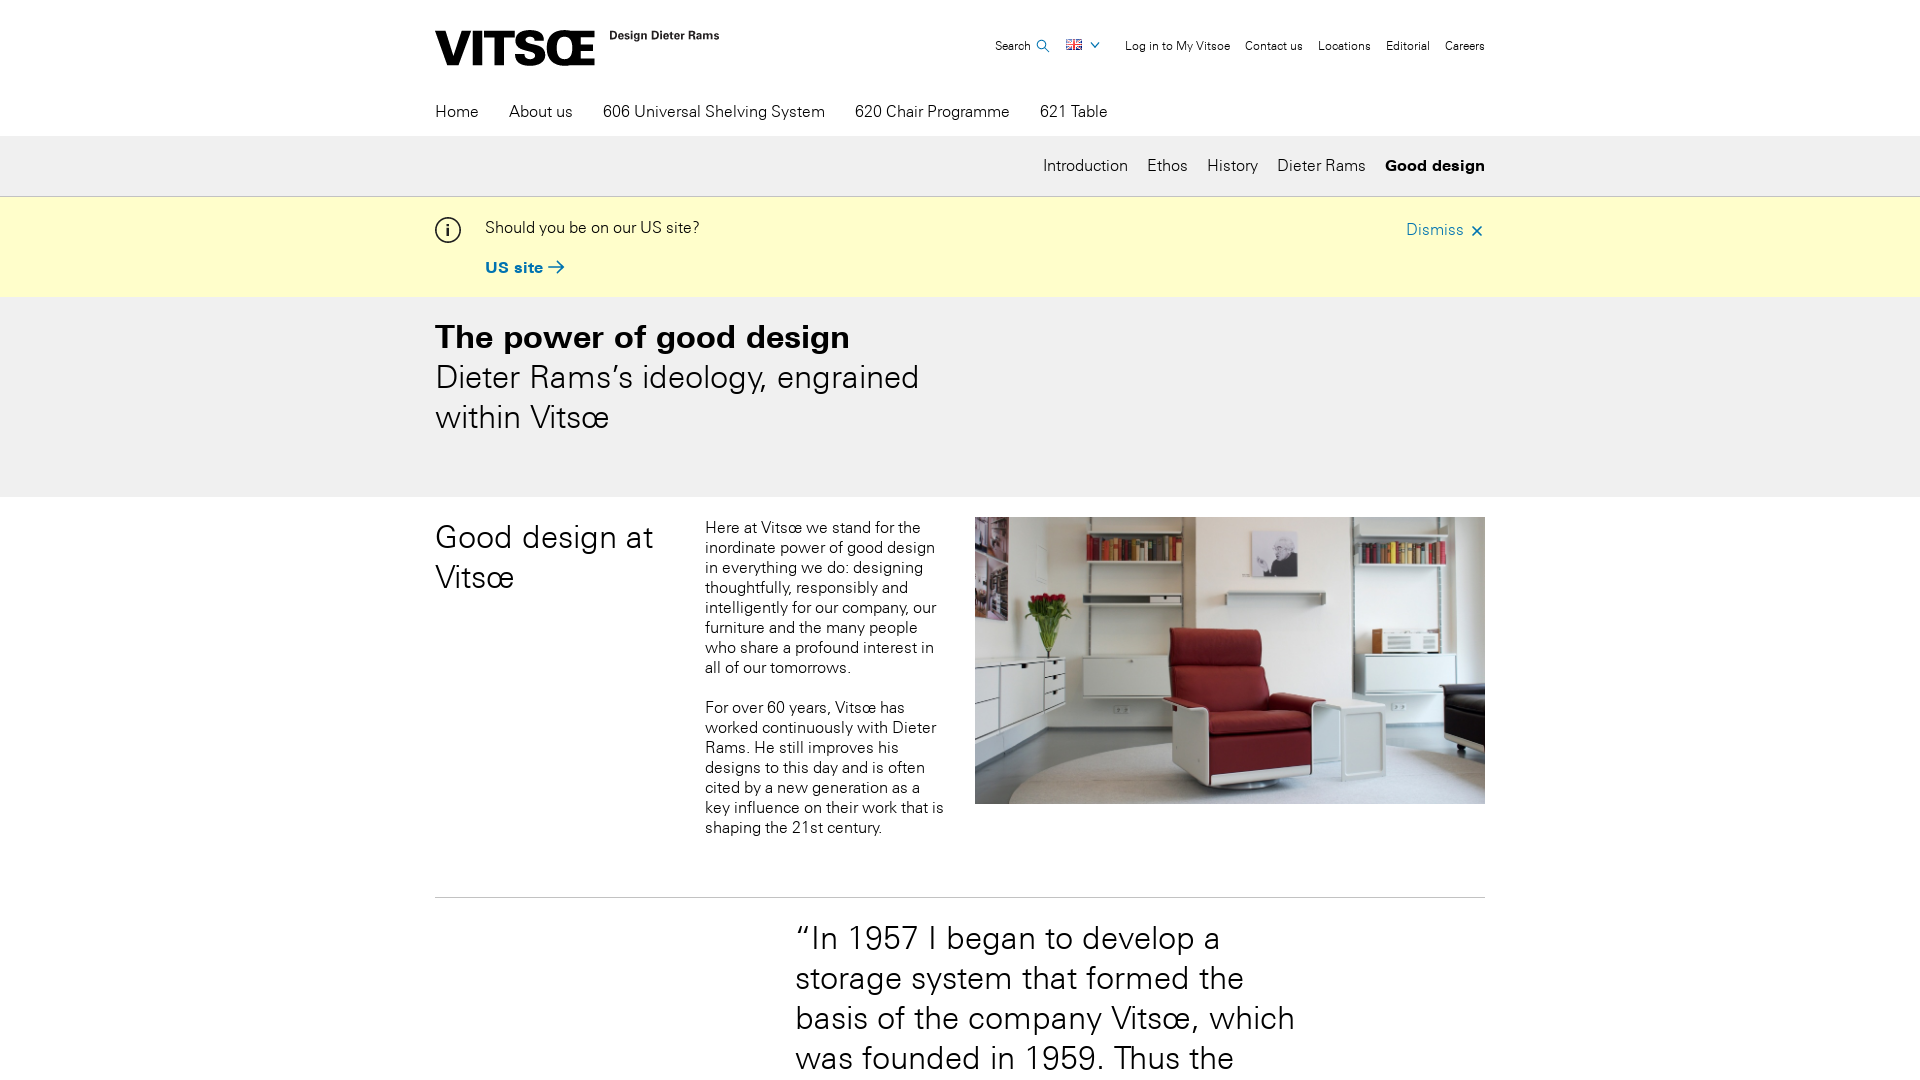 VITSŒ
Design Dieter Rams
Search
Log in to My Vitsoe
Contact us
Locations
Editorial
Careers
Home
About us
606 Universal Shelving System
620 Chair Programme
621 Table
Introduction
Ethos
History
Dieter Rams
Good design
Should you be on our US site?
Dismiss
US site
The power of good design
Dieter Rams’s ideology, engrained
within Vitsœ
Good design at
Vitsœ
Here at Vitsœ we stand for the
inordinate power of good design
in everything we do: designing
thoughtfully, responsibly and
intelligently for our company, our
furniture and the many people
who share a profound interest in
all of our tomorrows.
For over 60 years, Vitsœ has
worked continuously with Dieter
Rams. He still improves his
designs to this day and is often
cited by a new generation as a
key influence on their work that is
shaping the 21st century.
“In 1957 I began to develop a
storage system that formed the
basis of the company Vitsœ, which
was founded in 1959. Thus the